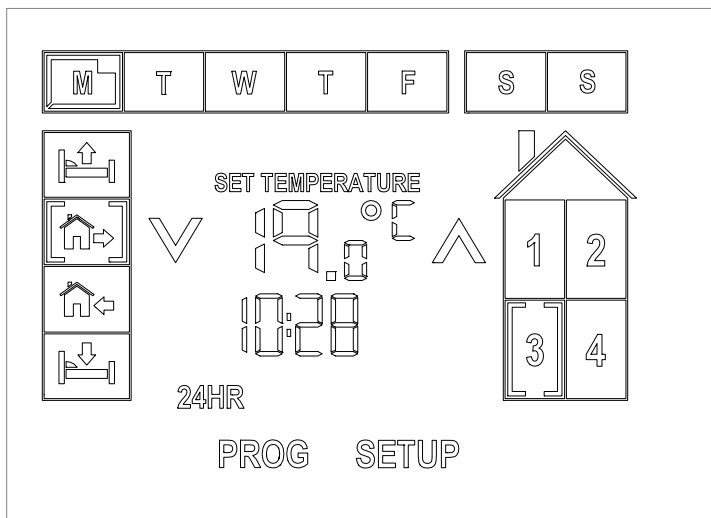 M T W T F S S
SET TEMPERATURE
19.0 °C
1 2
10:28
3 4
24HR
PROG SETUP